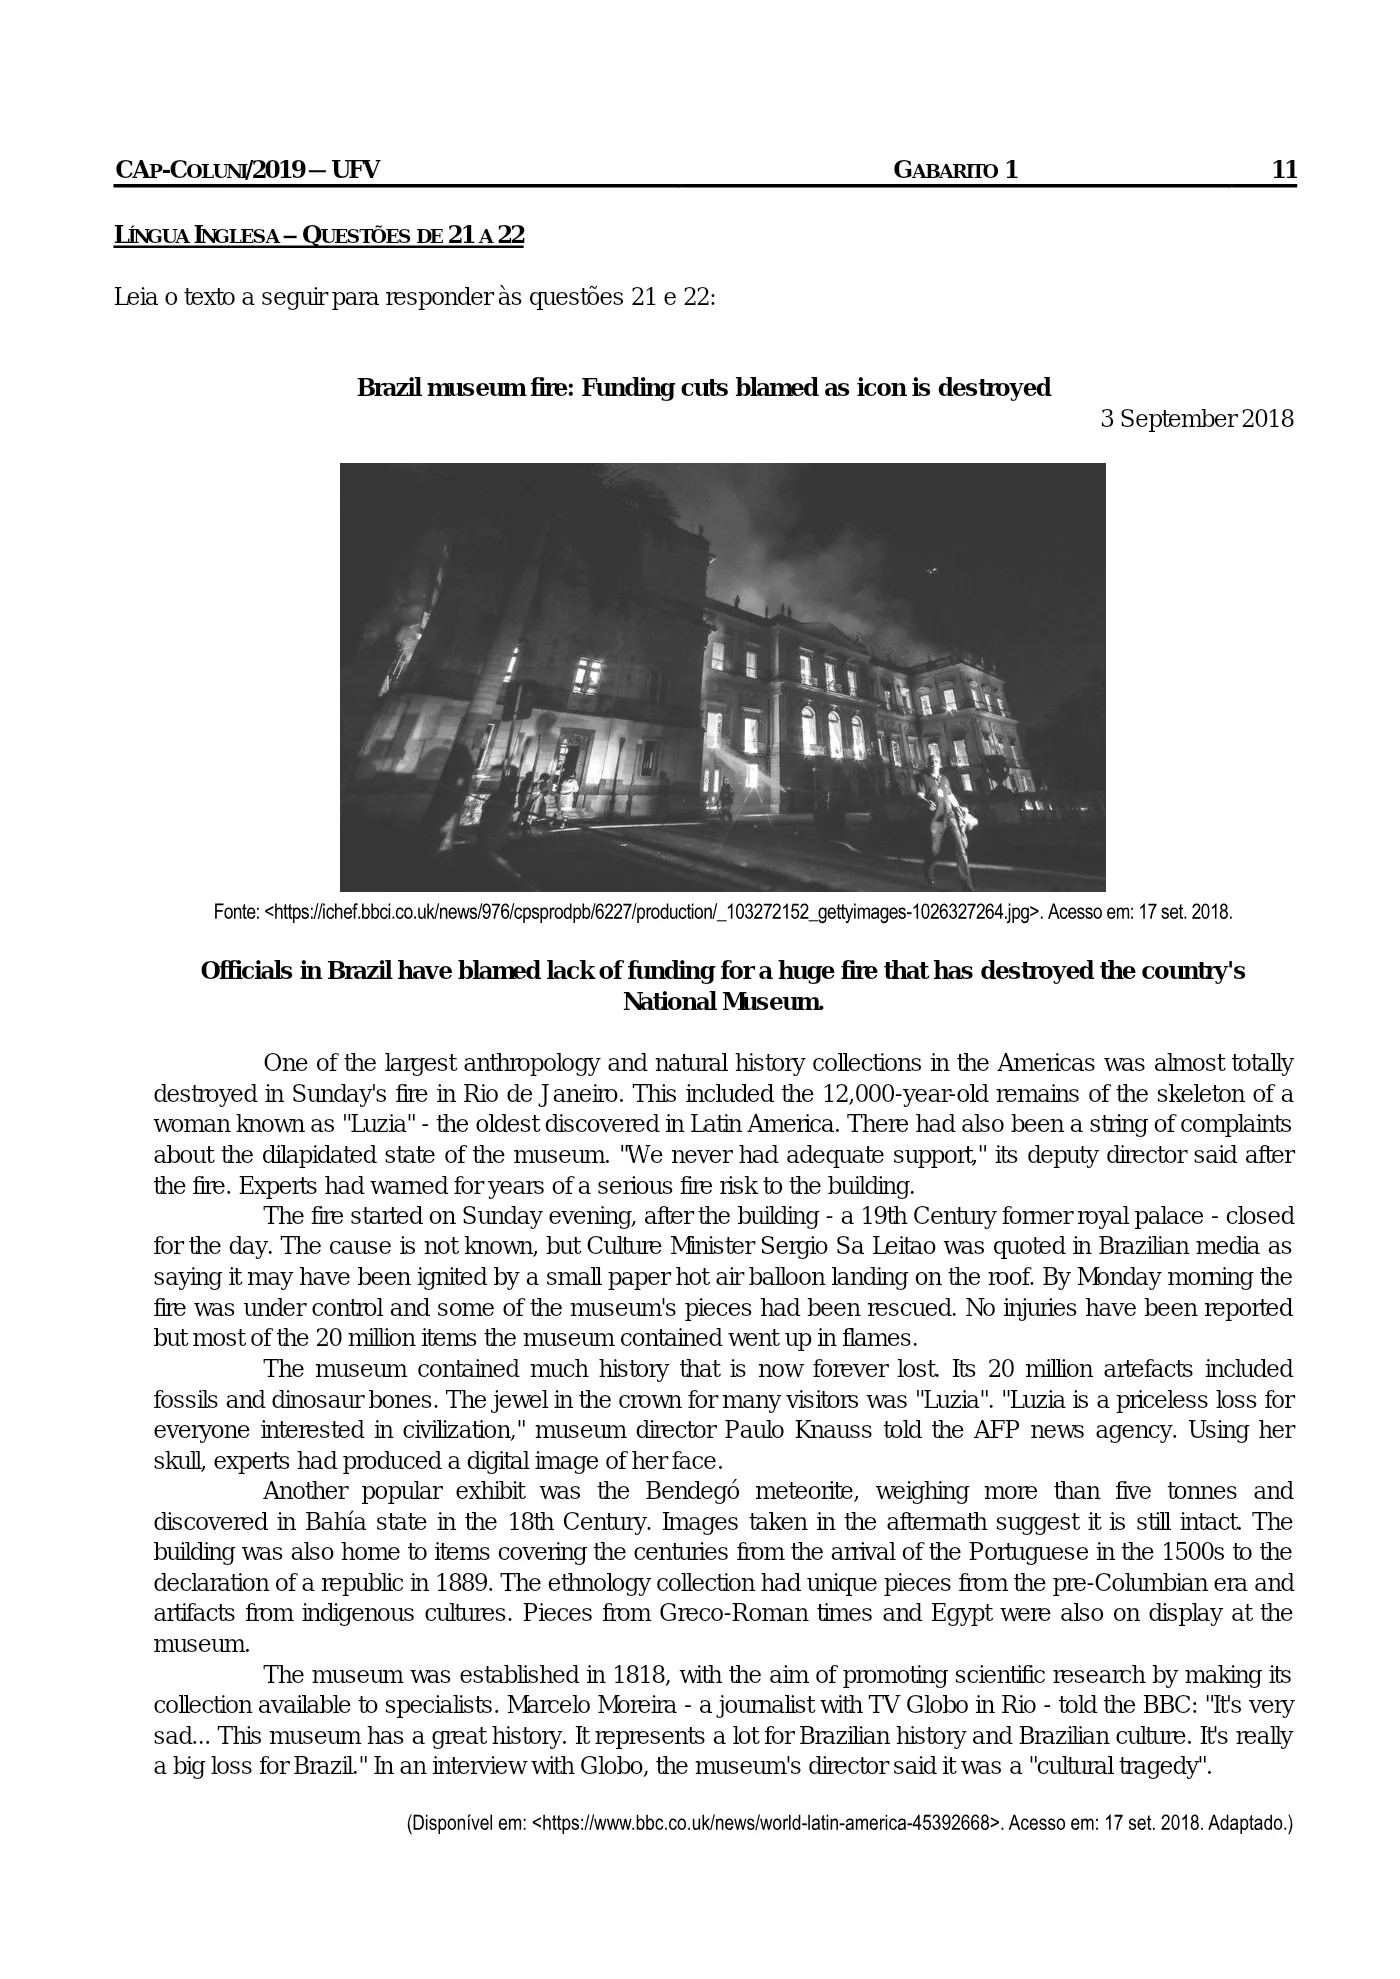 CAP-COLUNI/2019 – UFV GABARITO 1 11
LÍNGUA INGLESA – QUESTÕES DE 21 A 22
Leia o texto a seguir para responder às questões 21 e 22:
Brazil museum fire: Funding cuts blamed as icon is destroyed
3 September 2018
Fonte: <https://ichef.bbci.co.uk/news/976/cpsprodpb/6227/production/_103272152_gettyimages-1026327264.jpg>. Acesso em: 17 set. 2018.
Officials in Brazil have blamed lack of funding for a huge fire that has destroyed the country's
National Museum.
One of the largest anthropology and natural history collections in the Americas was almost totally
destroyed in Sunday's fire in Rio de Janeiro. This included the 12,000-year-old remains of the skeleton of a
woman known as "Luzia" - the oldest discovered in Latin America. There had also been a string of complaints
about the dilapidated state of the museum. "We never had adequate support," its deputy director said after
the fire. Experts had warned for years of a serious fire risk to the building.
The fire started on Sunday evening, after the building - a 19th Century former royal palace - closed
for the day. The cause is not known, but Culture Minister Sergio Sa Leitao was quoted in Brazilian media as
saying it may have been ignited by a small paper hot air balloon landing on the roof. By Monday morning the
fire was under control and some of the museum's pieces had been rescued. No injuries have been reported
but most of the 20 million items the museum contained went up in flames.
The museum contained much history that is now forever lost. Its 20 million artefacts included
fossils and dinosaur bones. The jewel in the crown for many visitors was "Luzia". "Luzia is a priceless loss for
everyone interested in civilization," museum director Paulo Knauss told the AFP news agency. Using her
skull, experts had produced a digital image of her face.
Another popular exhibit was the Bendegó meteorite, weighing more than five tonnes and
discovered in Bahía state in the 18th Century. Images taken in the aftermath suggest it is still intact. The
building was also home to items covering the centuries from the arrival of the Portuguese in the 1500s to the
declaration of a republic in 1889. The ethnology collection had unique pieces from the pre-Columbian era and
artifacts from indigenous cultures. Pieces from Greco-Roman times and Egypt were also on display at the
museum.
The museum was established in 1818, with the aim of promoting scientific research by making its
collection available to specialists. Marcelo Moreira - a journalist with TV Globo in Rio - told the BBC: "It's very
sad... This museum has a great history. It represents a lot for Brazilian history and Brazilian culture. It's really
a big loss for Brazil." In an interview with Globo, the museum's director said it was a "cultural tragedy".
(Disponível em: <https://www.bbc.co.uk/news/world-latin-america-45392668>. Acesso em: 17 set. 2018. Adaptado.)